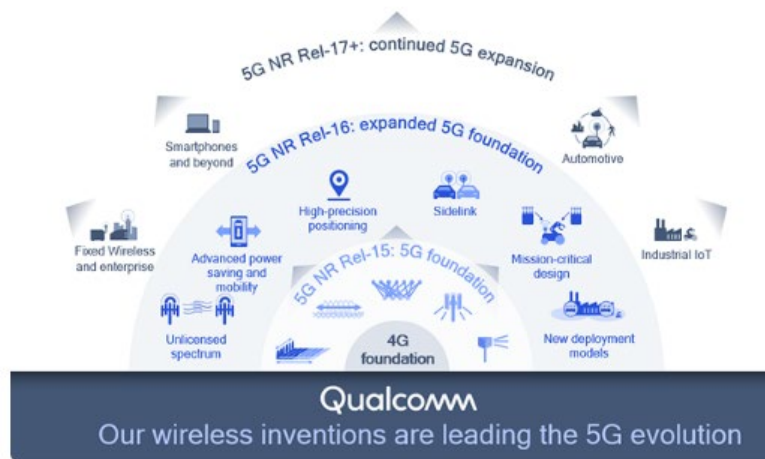 5G NR Rel-17+: continued 5G expansion
Smartphones
and beyond
5G NR Rel-16: expanded 5G foundation
Automotive
High-precision
positioning
Sidelink
Fixed Wireless
and enterprise
Advanced power
saving and
mobility
5G NR Rel-15: 5G foundation
Mission-critical
design
Industrial IoT
Unlicensed
spectrum
4G
foundation
New deployment
models
Qualcomm
Our wireless inventions are leading the 5G evolution